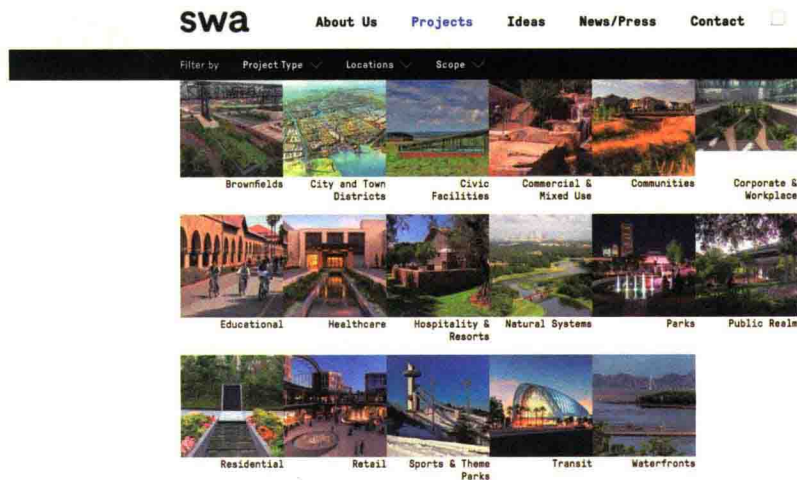 swa
About Us Projects Ideas News/Press Contact
Filter by Project Type Locations Scope
Brownfields
City and Town
Districts
Civic
Facilities
Commercial &
Mixed Use
Communities
Corporate &
Workplace
Educational
Healthcare
Hospitality &
Resorts
Natural Systems
Parks
Public Realm
Residential
Retail
Sports & Theme
Parks
Transit
Waterfronts